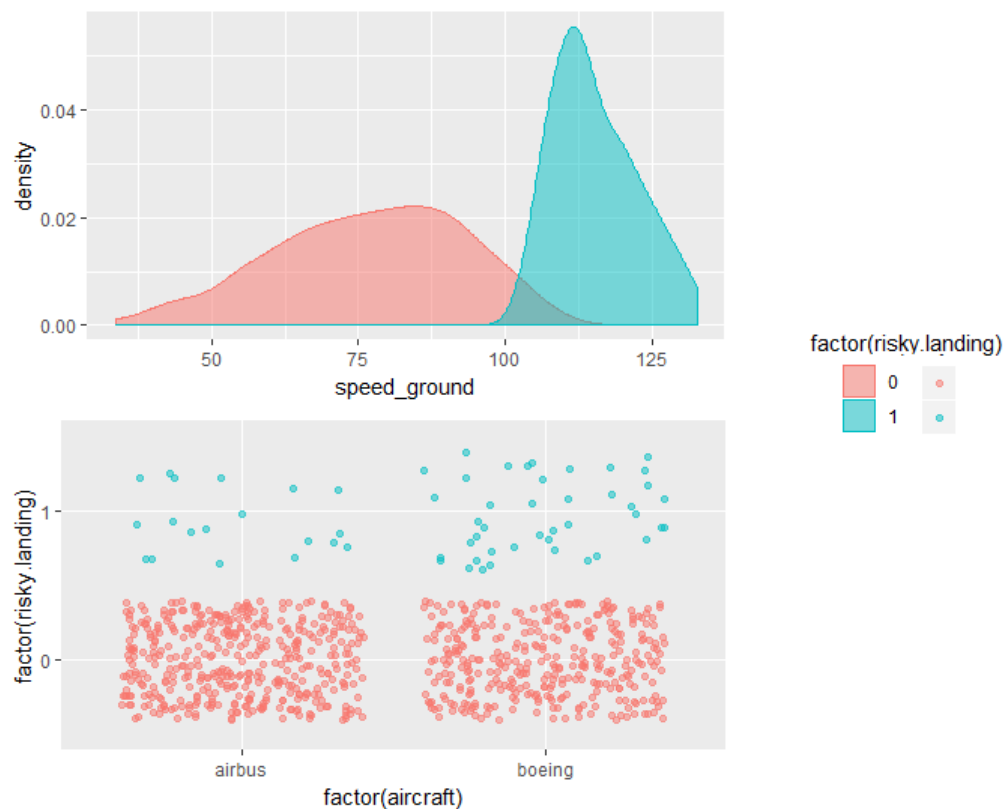 density
0.04
0.02
0.00
50
75
100
125
speed_ground
factor(risky.landing)
0
1
factor(risky.landing)
1
0
airbus
boeing
factor(aircraft)